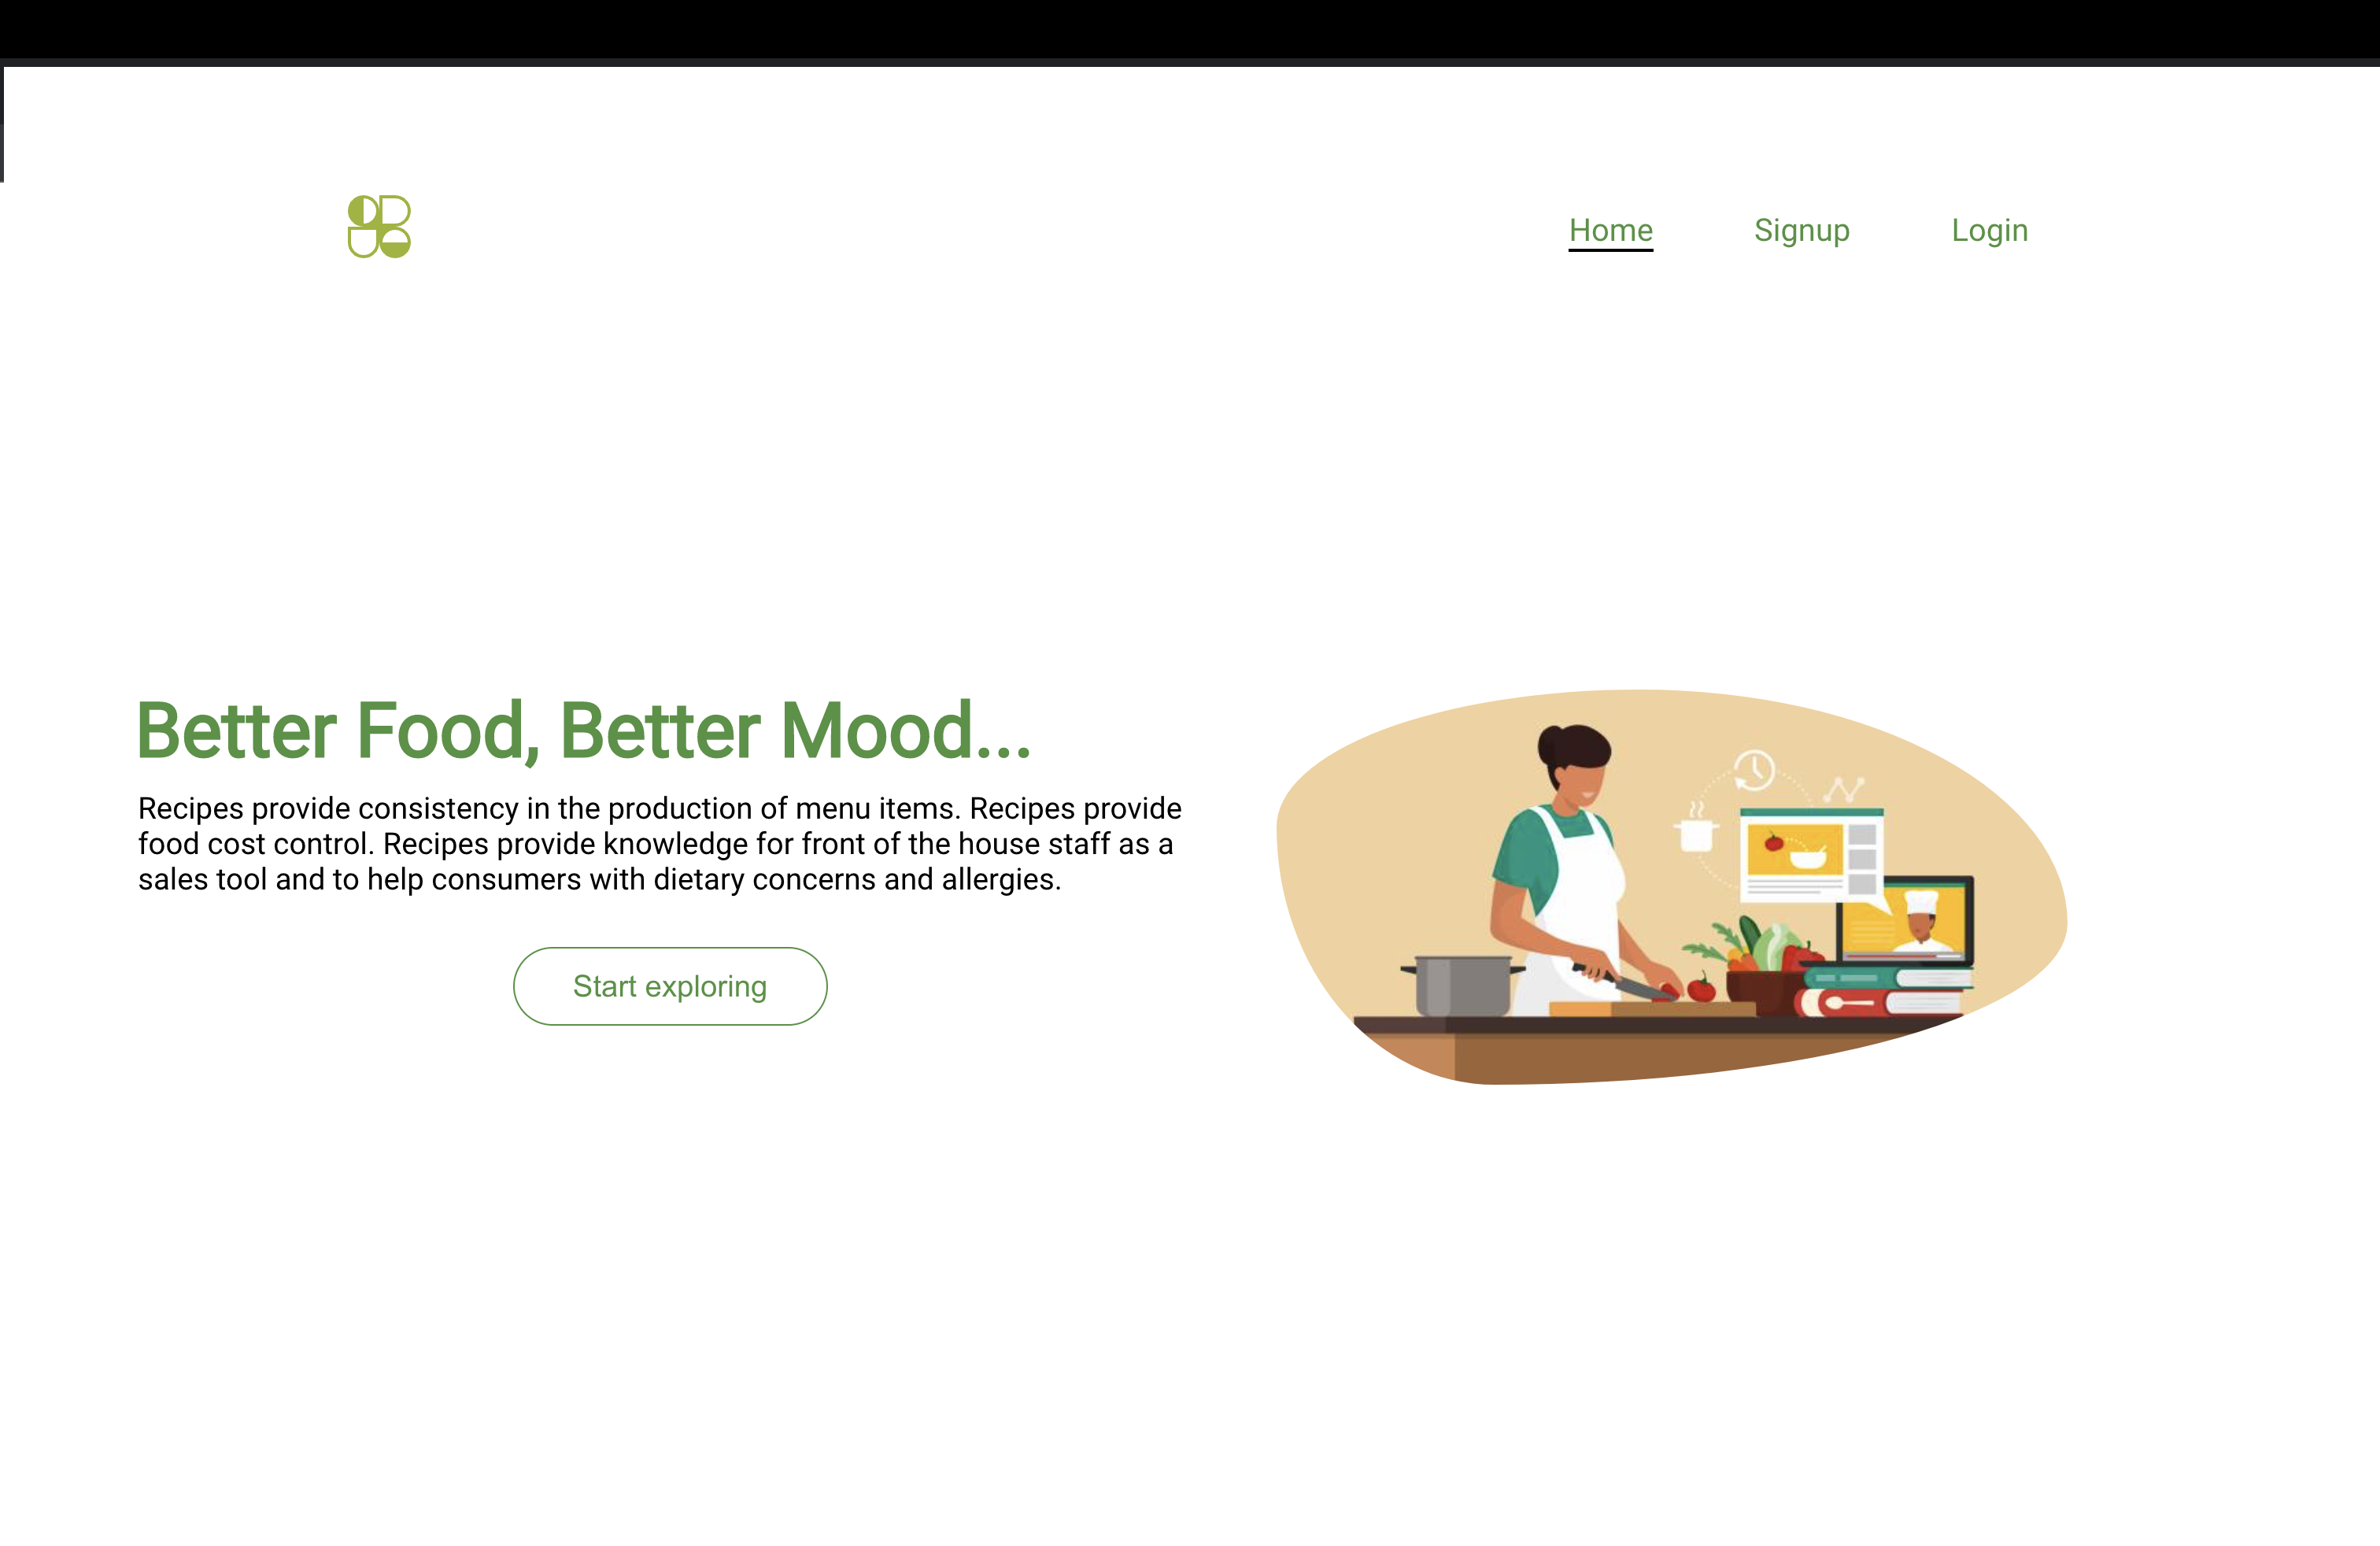 Home
Signup
Login
Better Food, Better Mood...
Recipes provide consistency in the production of menu items. Recipes provide
food cost control. Recipes provide knowledge for front of the house staff as a
sales tool and to help consumers with dietary concerns and allergies.
Start exploring